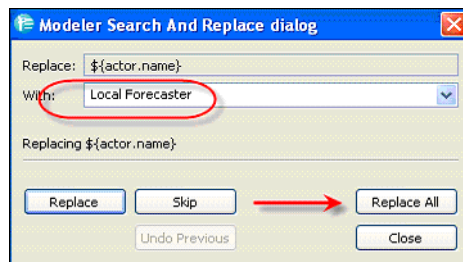 Modeler Search And Replace dialog
Replace: ${actor.name}
With: Local Forecaster
Replacing ${actor.name}
Replace Skip Replace All
Undo Previous Close